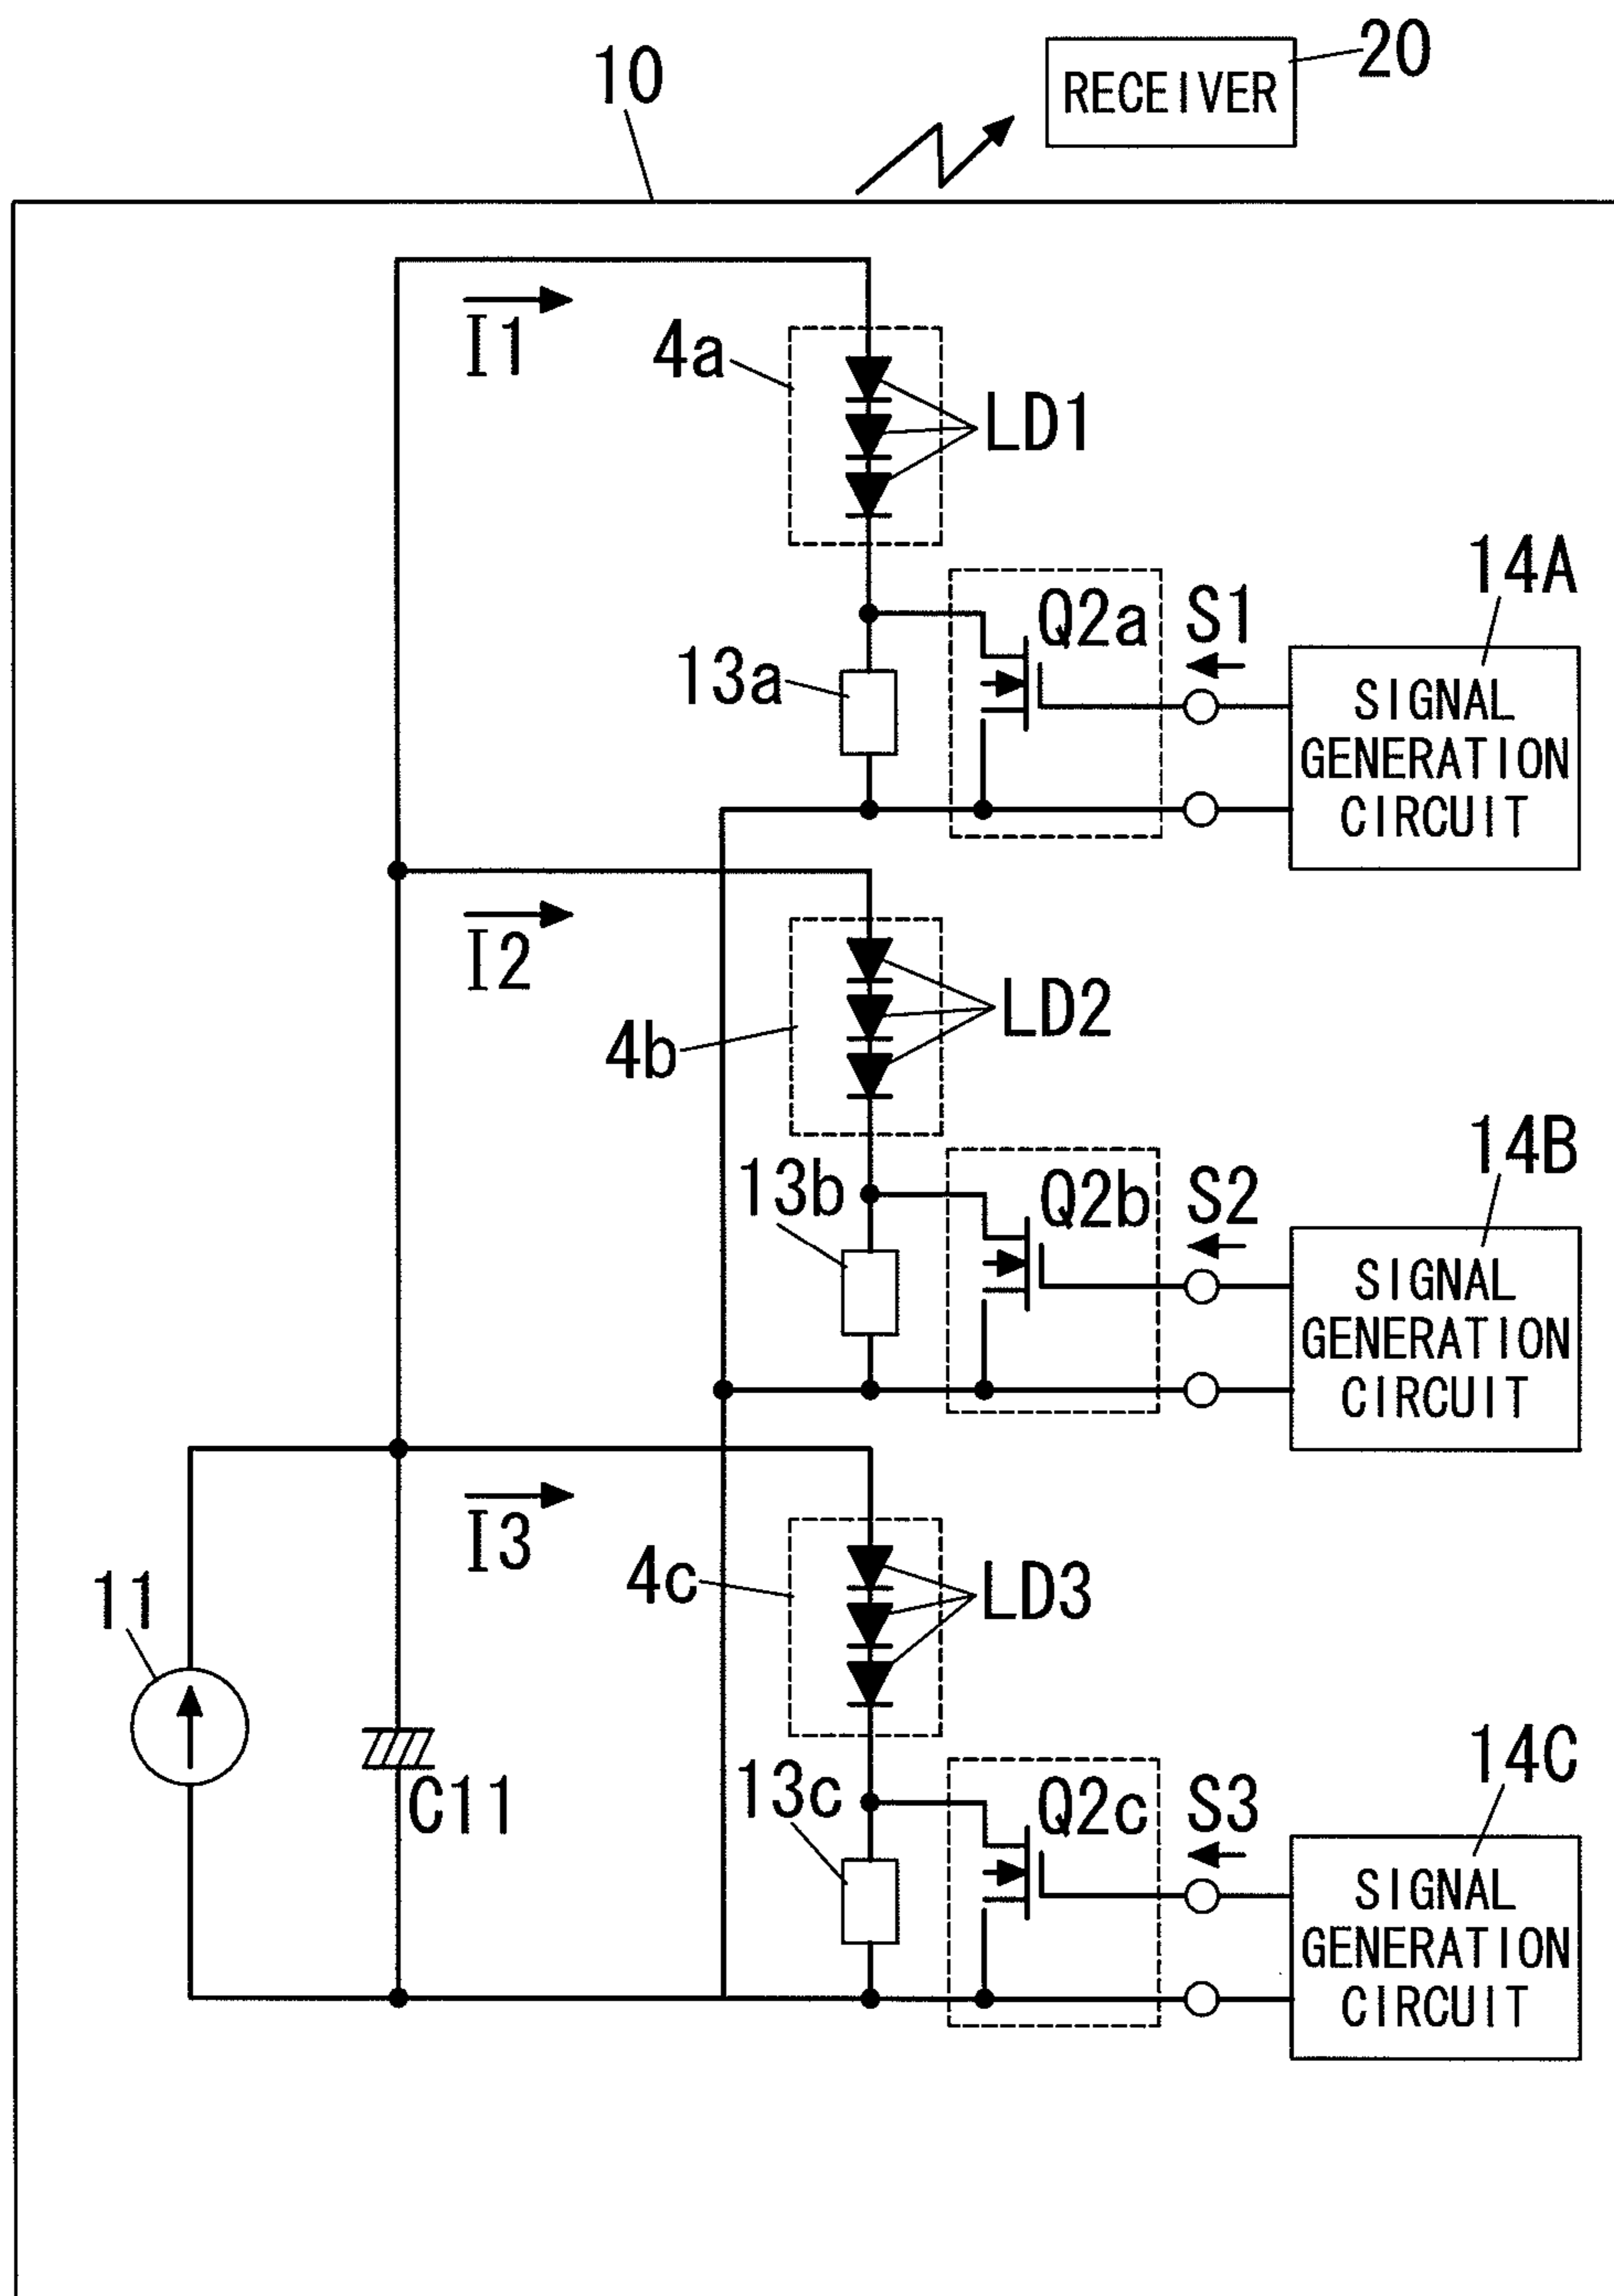 20
RECEIVER
10
I1
4a
LD1
14A
Q2a
S1
13a
SIGNAL
GENERATION
CIRCUIT
I2
LD2
4b
14B
13b
Q2b
S2
SIGNAL
GENERATION
CIRCUIT
I3
4c
LD3
11
14C
13c
Q2c
S3
C11
SIGNAL
GENERATION
CIRCUIT